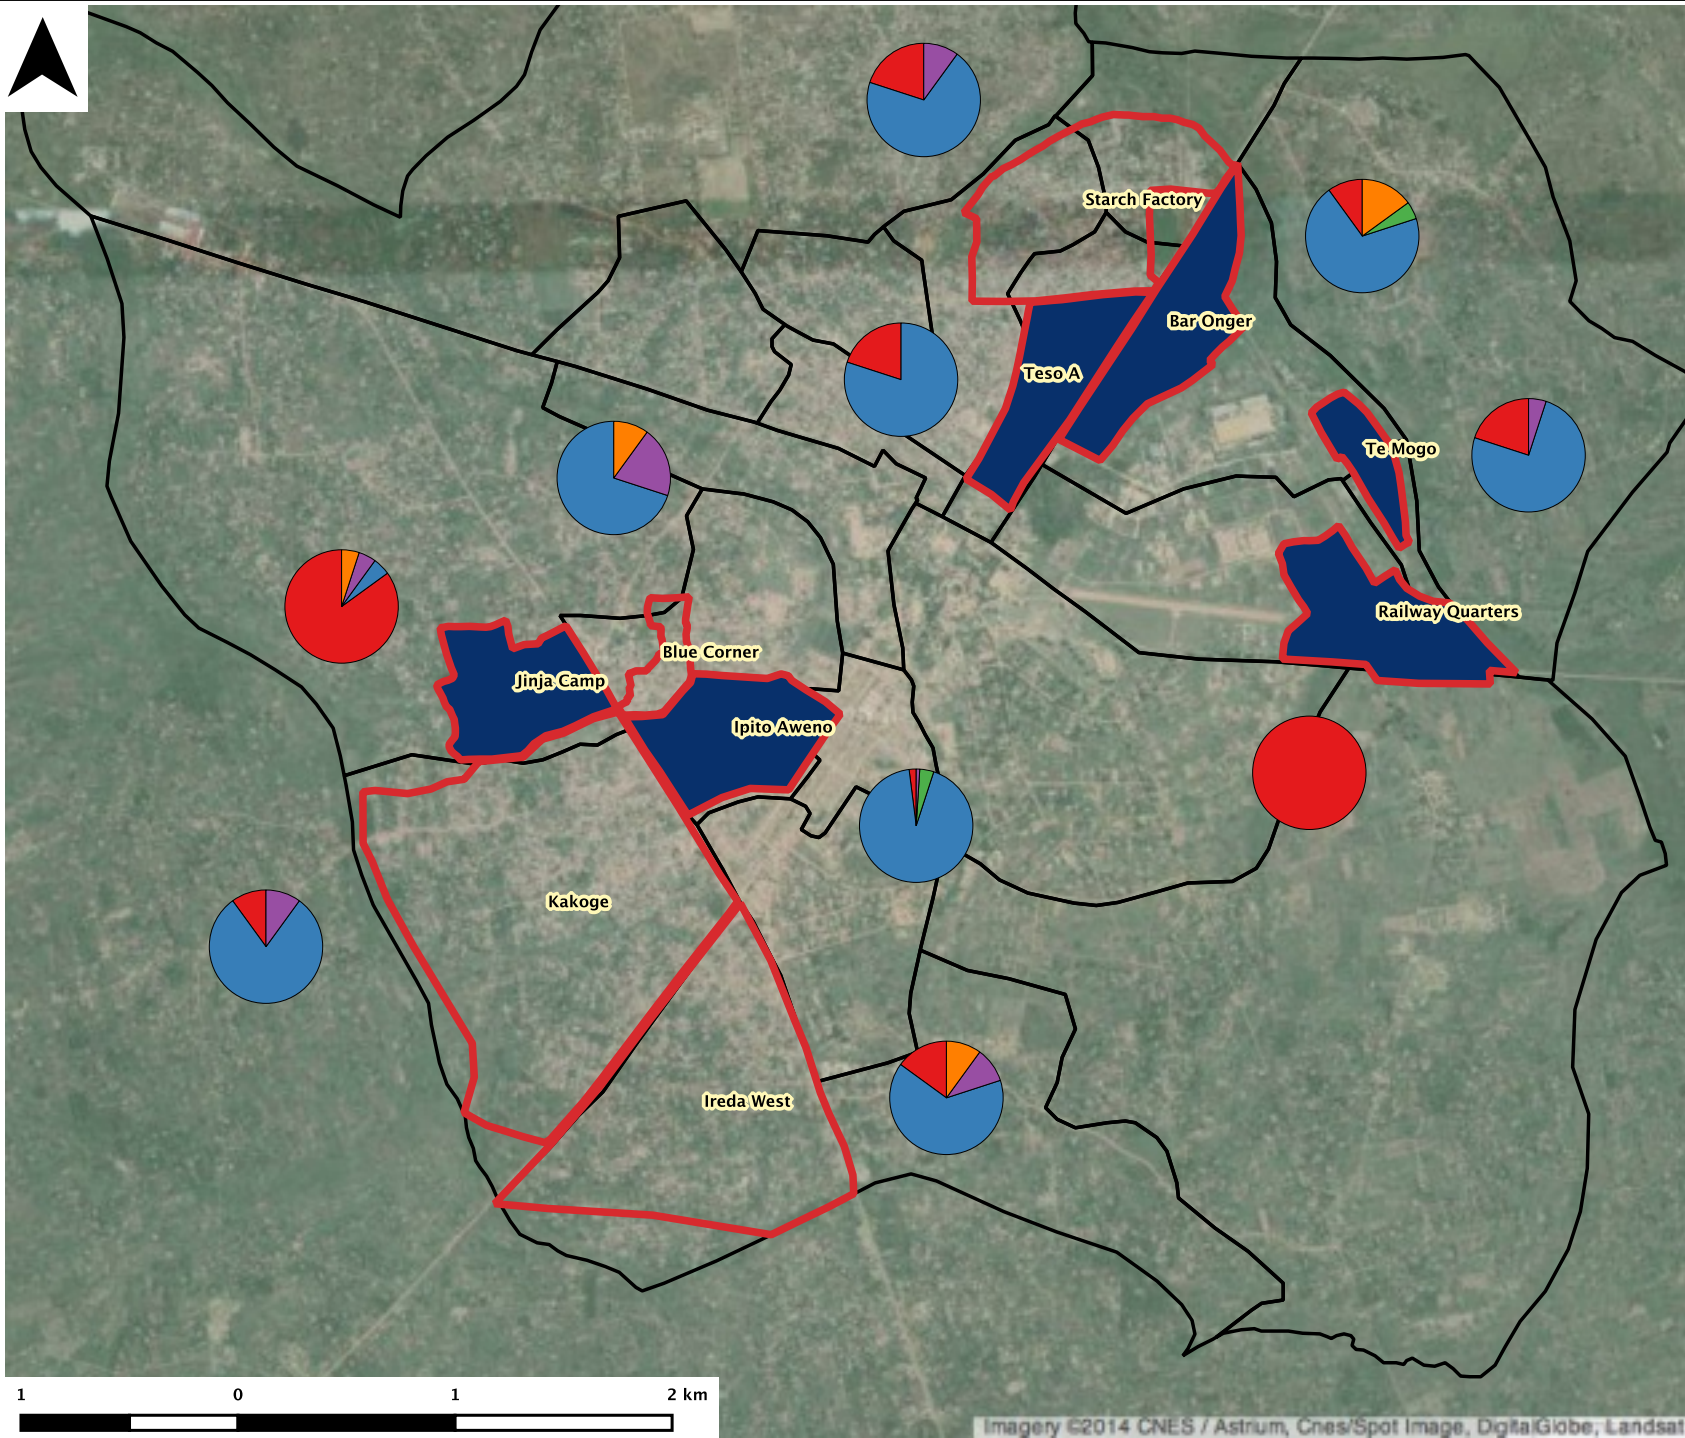 Starch Factory
Bar Onger
Teso A
Te Mogo
Railway Quarters
Blue Corner
Jinja Camp
Ipito Aweno
Kakoge
Ireda West
1 0 1 2 km
Imagery ©2014 CNES / Astrium, Cnes/Spot Image, DigitalGlobe, Landsat